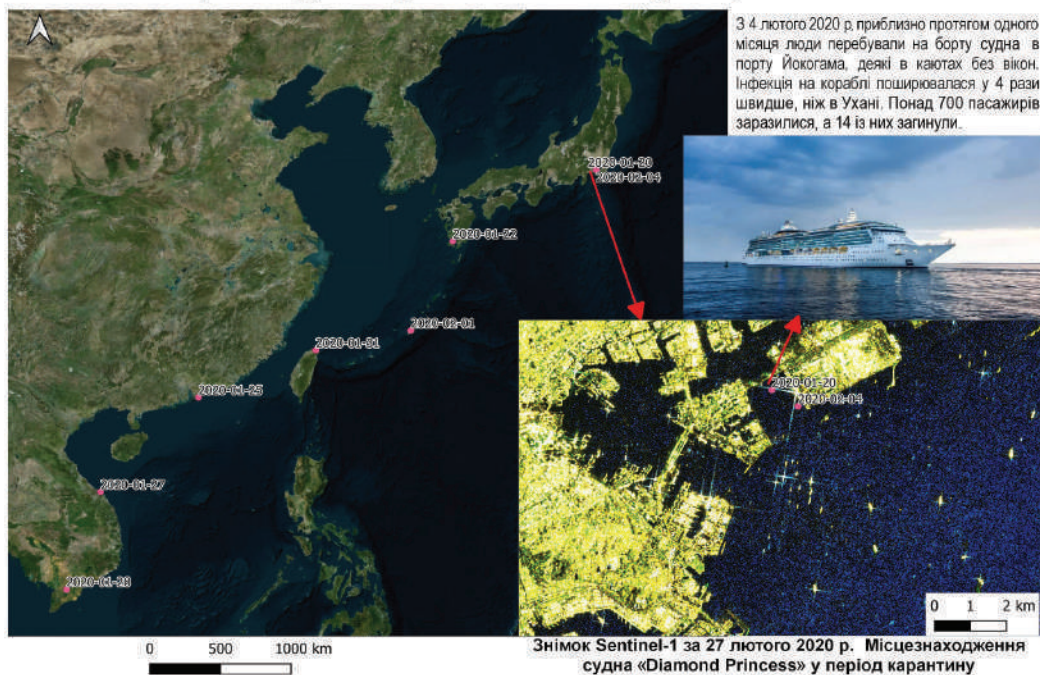 З 4 лютого 2020 р, приблизно протягом одного
місяця люди перебували на борту судна в
порту Йокогама, деякі в каютах без вікон.
Інфекція на кораблі поширювалася у 4 рази
швидше, ніж в Ухані. Понад 700 пасажирів
заразилися, а 14 із них загинули.
2020-01-20
2020-02-04
2020-01-22
2020-02-01
2020-01-31
2020-01-25
2020-01-27
2020-01-28
2020-01-20
2020-02-04
0 1 2 km
0 500 1000 km
Знімок Sentinel-1 за 27 лютого 2020 р. Місцезнаходження
судна «Diamond Princess» у період карантину